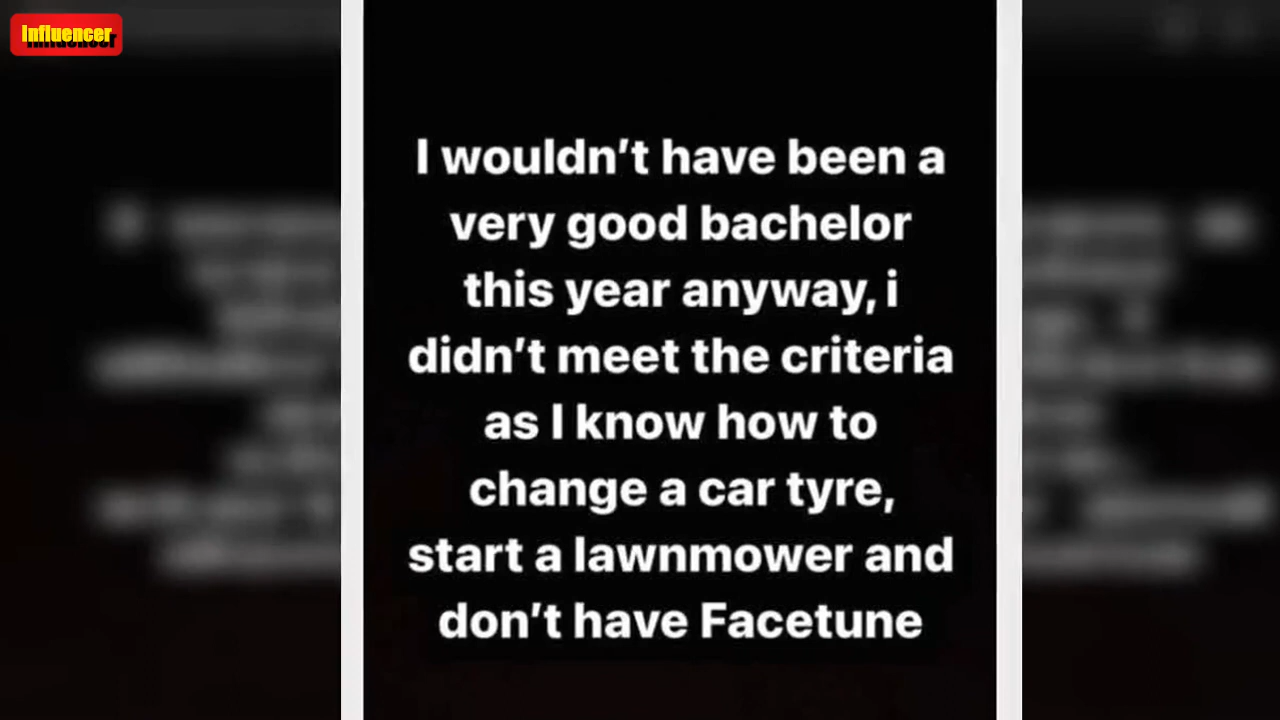 Influencer
I wouldn’t have been a
very good bachelor
this year anyway, i
didn’t meet the criteria
as I know how to
change a car tyre,
start a lawnmower and
don’t have Facetune